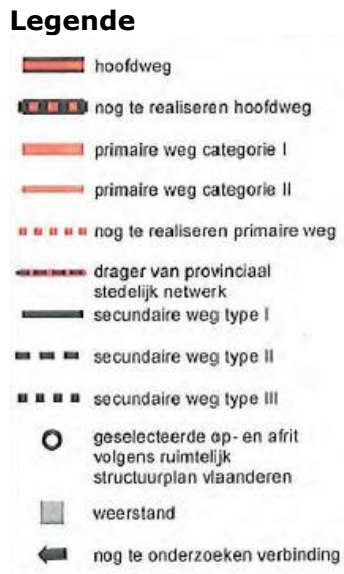 Legende
hoofdweg
nog te realiseren hoofdweg
primaire weg categorie I
primaire weg categorie II
nog te realiseren primaire weg
drager van provinciaal
stedelijk netwerk
secundaire weg type I
secundaire weg type II
secundaire weg type III
geselecteerde op- en afrit
volgens ruimtelijk
structuurplan vlaanderen
weerstand
nog te onderzoeken verbinding